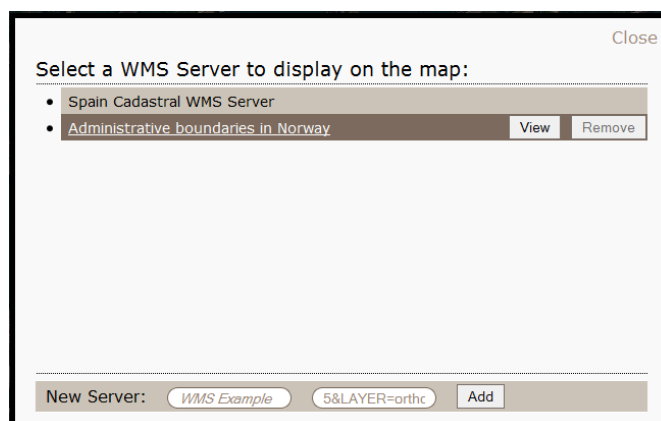 Close
Select a WMS Server to display on the map:
Spain Cadastral WMS Server
Administrative boundaries in Norway View Remove
New Server: WMS Example 5&LAYER=orthc Add